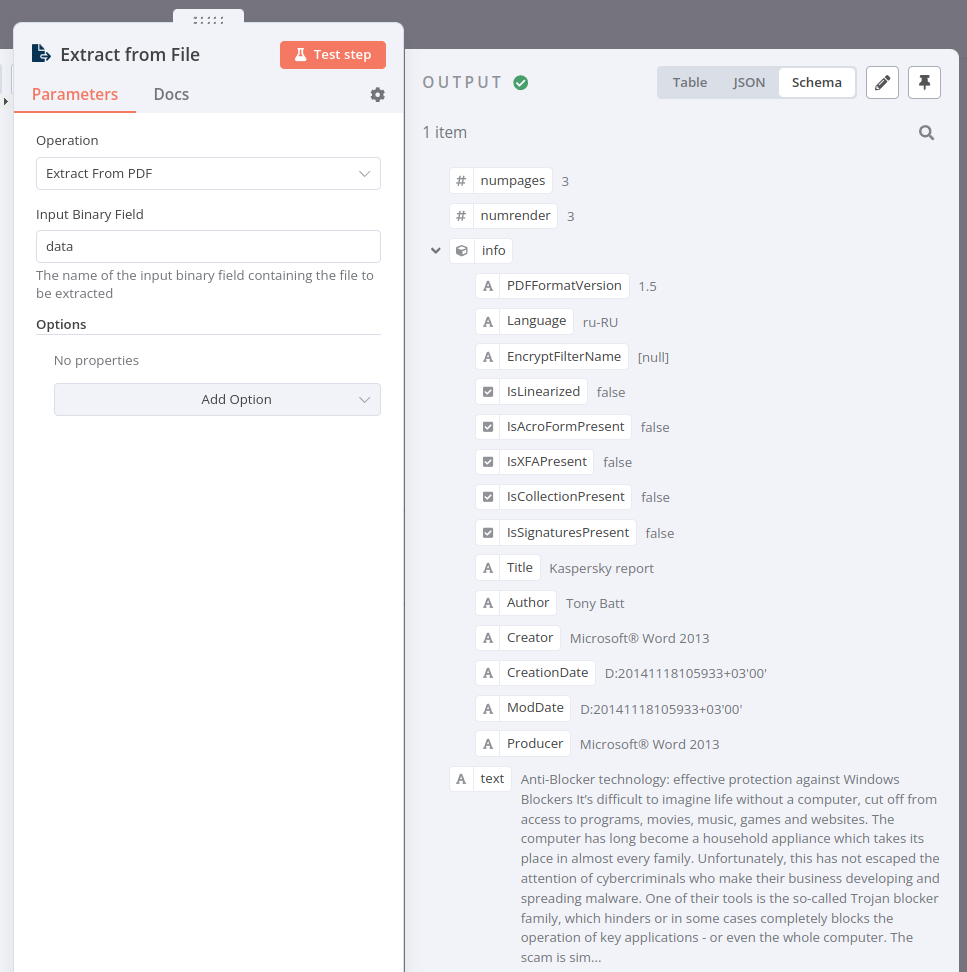 Extract from File
Test step
Parameters
Docs
Operation
Extract From PDF
Input Binary Field
data
The name of the input binary field containing the file to
be extracted
Options
No properties
Add Option
OUTPUT
Table JSON Schema
1 item
# numpages 3
# numrender 3
info
A PDFFormatVersion 1.5
A Language ru-RU
A EncryptFilterName [null]
IsLinearized false
IsAcroFormPresent false
IsXFAPresent false
IsCollectionPresent false
IsSignaturesPresent false
A Title Kaspersky report
A Author Tony Batt
A Creator Microsoft® Word 2013
A CreationDate D:20141118105933+03'00'
A ModDate D:20141118105933+03'00'
A Producer Microsoft® Word 2013
A text Anti-Blocker technology: effective protection against Windows
Blockers It's difficult to imagine life without a computer, cut off from
access to programs, movies, music, games and websites. The
computer has long become a household appliance which takes its
place in almost every family. Unfortunately, this has not escaped the
attention of cybercriminals who make their business developing and
spreading malware. One of their tools is the so-called Trojan blocker
family, which hinders or in some cases completely blocks the
operation of key applications - or even the whole computer. The
scam is sim...